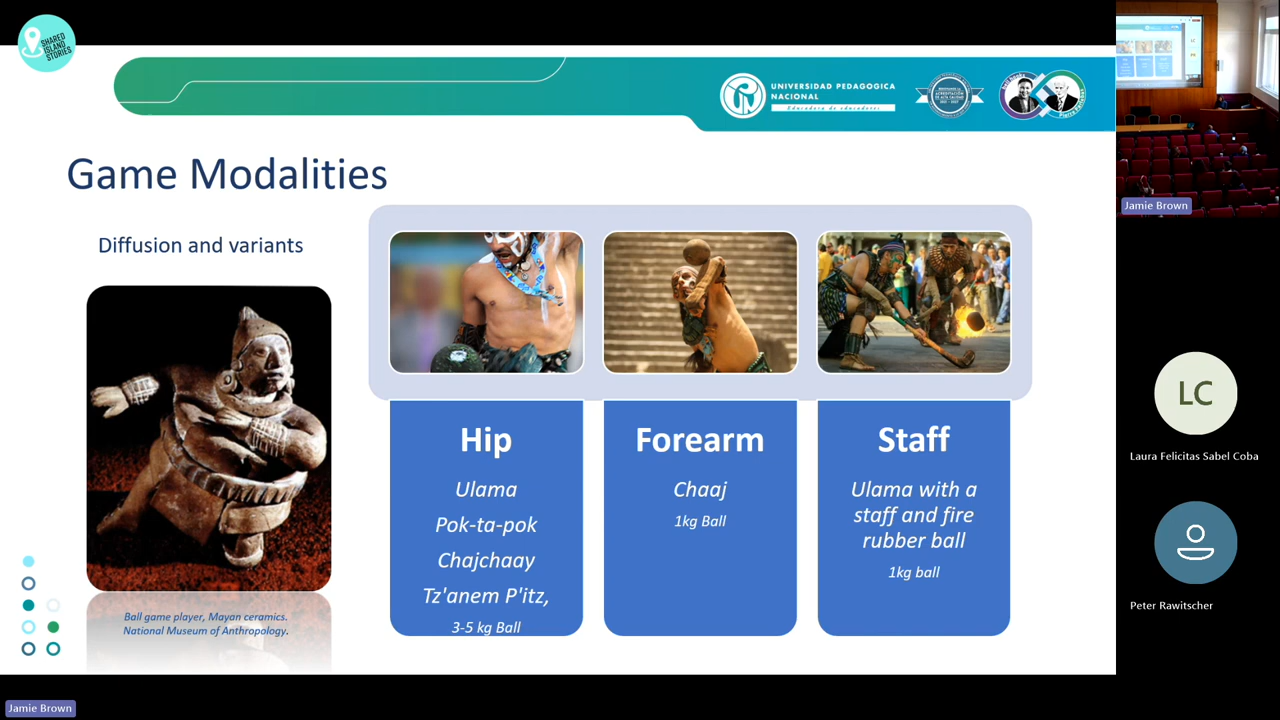 SHARED
ISLAND
STORIES
UNIVERSIDAD PEDAGOGICA
NACIONAL
Educadora de educadores
Game Modalities
Diffusion and variants
Ball game player, Mayan ceramics.
National Museum of Anthropology.
Hip
Ulama
Pok-ta-pok
Chajchaay
Tz'anem P'itz,
3-5 kg Ball
Forearm
Chaaj
1kg Ball
Staff
Ulama with a
staff and fire
rubber ball
1kg ball
Jamie Brown
LC
Laura Felicitas Sabel Coba
Peter Rawitscher
Jamie Brown